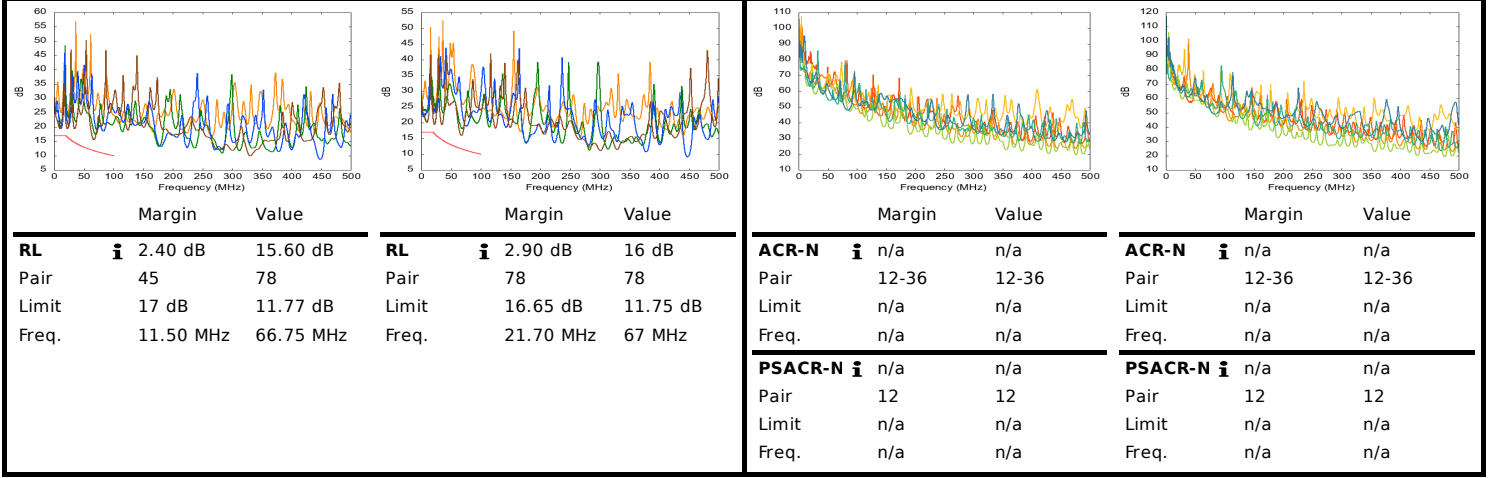 60
55
50
45
40
35
30
25
20
15
10
5
dB
0 50 100 150 200 250 300 350 400 450 500
Frequency (MHz)
Margin Value
RL i 2.40 dB 15.60 dB
Pair 45 78
Limit 17 dB 11.77 dB
Freq. 11.50 MHz 66.75 MHz
55
50
45
40
35
30
25
20
15
10
5
dB
0 50 100 150 200 250 300 350 400 450 500
Frequency (MHz)
Margin Value
RL i 2.90 dB 16 dB
Pair 78 78
Limit 16.65 dB 11.75 dB
Freq. 21.70 MHz 67 MHz
110
100
90
80
70
60
50
40
30
20
10
dB
0 50 100 150 200 250 300 350 400 450 500
Frequency (MHz)
Margin Value
ACR-N i n/a n/a
Pair 12-36 12-36
Limit n/a n/a
Freq. n/a n/a
PSACR-N i n/a n/a
Pair 12 12
Limit n/a n/a
Freq. n/a n/a
120
110
100
90
80
70
60
50
40
30
20
10
dB
0 50 100 150 200 250 300 350 400 450 500
Frequency (MHz)
Margin Value
ACR-N i n/a n/a
Pair 12-36 12-36
Limit n/a n/a
Freq. n/a n/a
PSACR-N i n/a n/a
Pair 12 12
Limit n/a n/a
Freq. n/a n/a